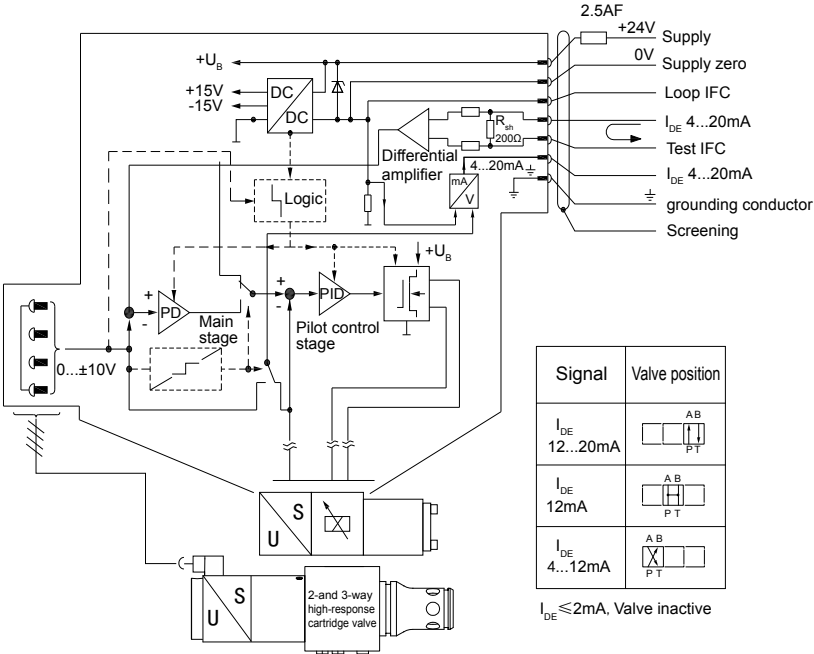 2.5AF
+24V
Supply
0V
Supply zero
Loop IFC
I_DE 4...20mA
Test IFC
I_DE 4...20mA
grounding conductor
Screening
+U_B
+15V
-15V
DC
DC
R_sh
200Ω
Differential
amplifier
4...20mA
mA
V
Logic
+U_B
+
-
PD
Main
stage
+
-
PID
Pilot control
stage
0...±10V
S
U
S
U
2-and 3-way
high-response
cartridge valve
Signal
Valve position
I_DE
12...20mA
A B
P T
I_DE
12mA
A B
P T
I_DE
4...12mA
A B
P T
I_DE≤2mA, Valve inactive